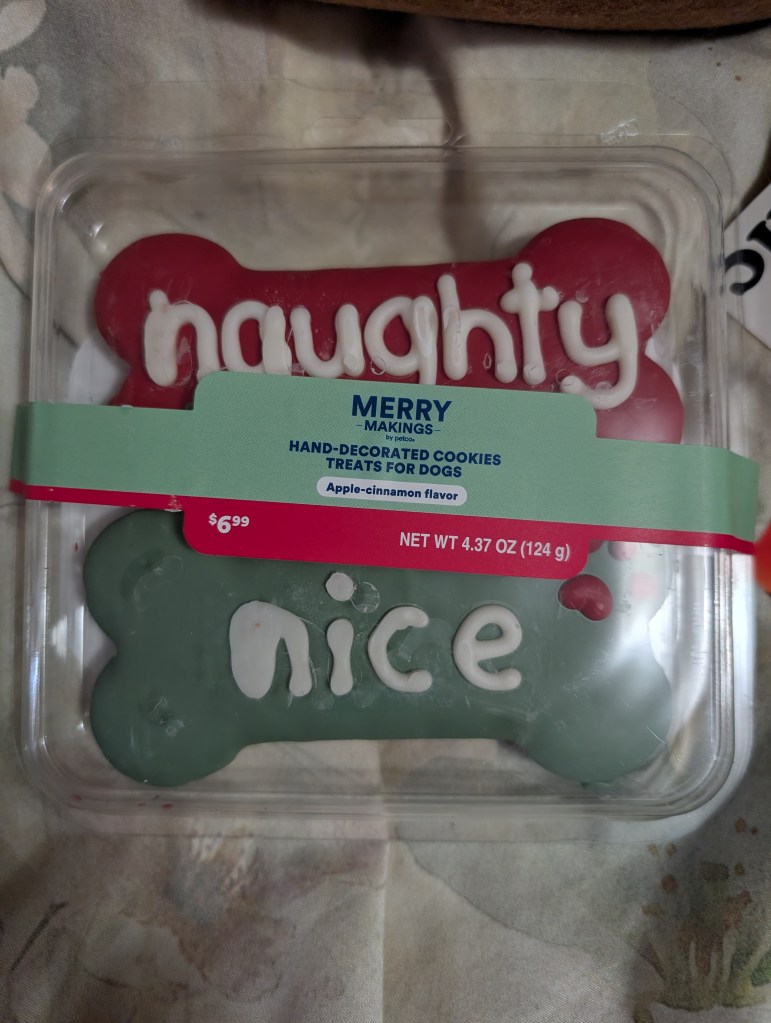 naughty
MERRY
-MAKINGS-
by petco
HAND-DECORATED COOKIES
TREATS FOR DOGS
Apple-cinnamon flavor
$6.99
NET WT 4.37 OZ (124 g)
nice